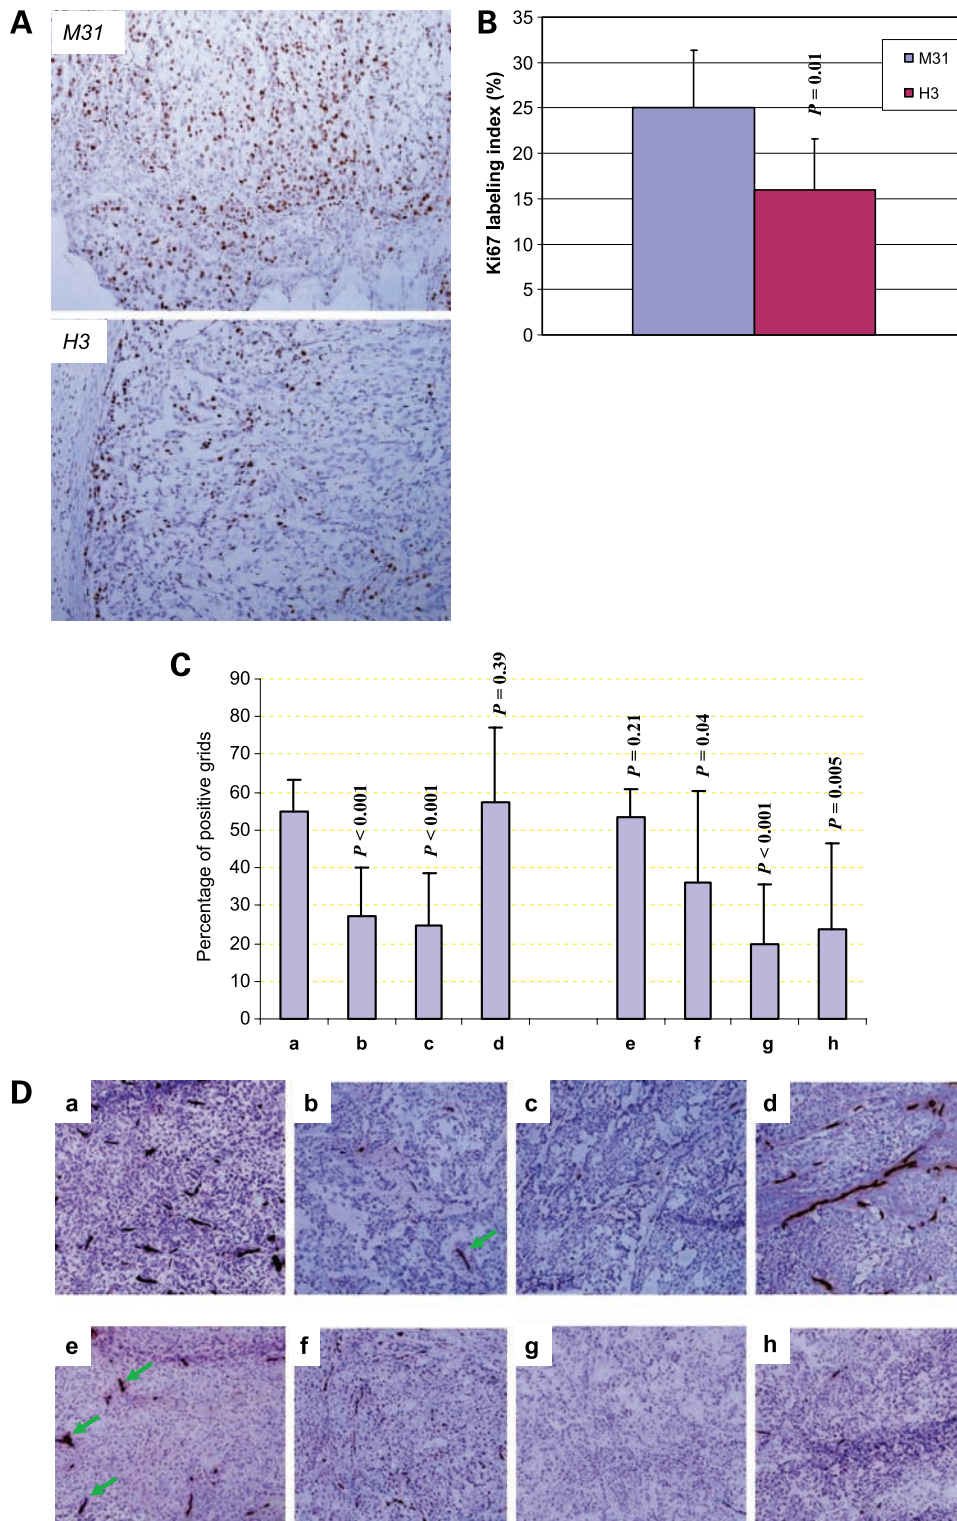 A
M31
H3
B
Ki67 labeling index (%)
35
30
25
20
15
10
5
0
P = 0.01
M31
H3
C
Percentage of positive grids
90
80
70
60
50
40
30
20
10
0
P < 0.001
P < 0.001
P = 0.39
P = 0.21
P = 0.04
P < 0.001
P = 0.005
a b c d e f g h
D
a b c d
e f g h